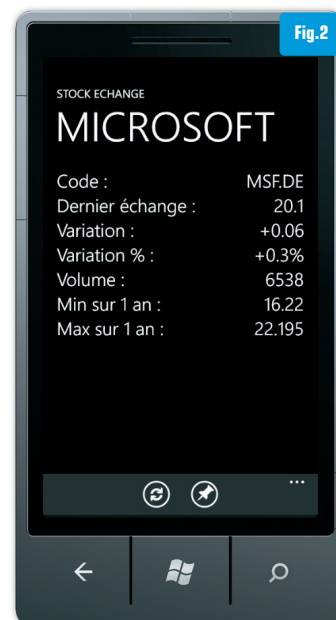 Fig.2
STOCK ECHANGE
MICROSOFT
Code : MSF.DE
Dernier échange : 20.1
Variation : +0.06
Variation % : +0.3%
Volume : 6538
Min sur 1 an : 16.22
Max sur 1 an : 22.195